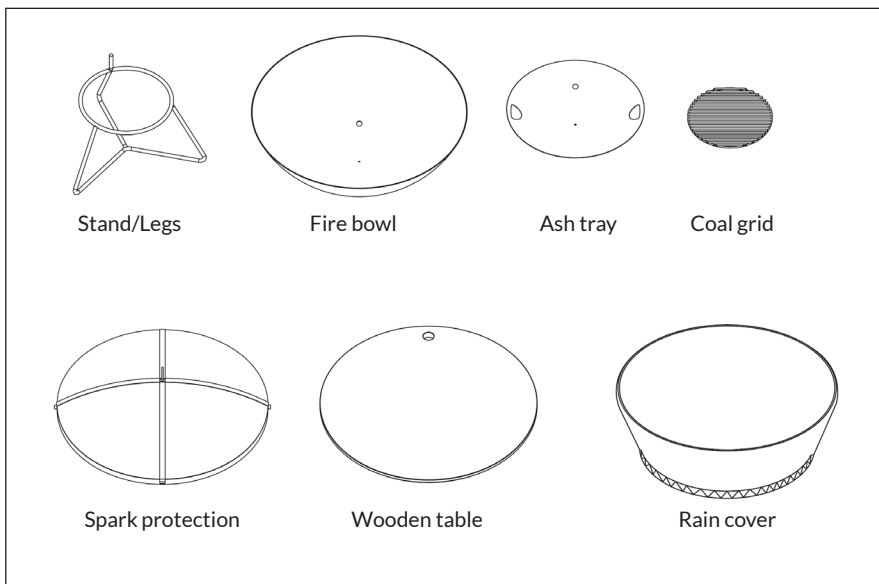 Stand/Legs
Fire bowl
Ash tray
Coal grid
Spark protection
Wooden table
Rain cover